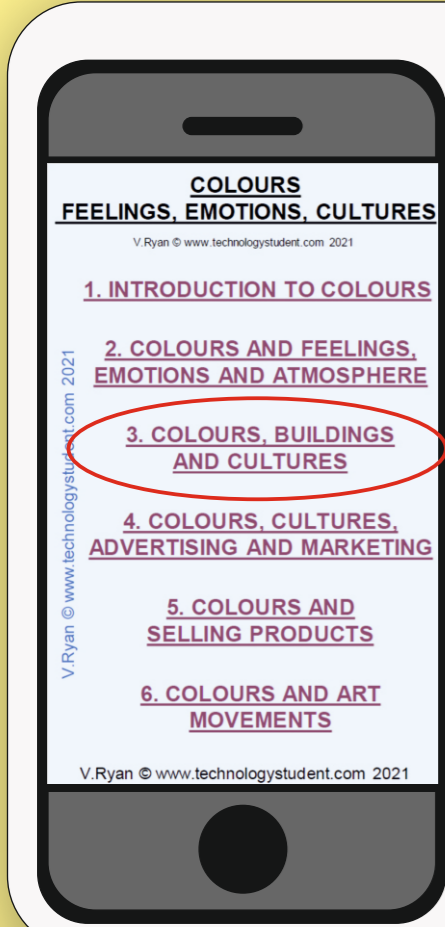 COLOURS
FEELINGS, EMOTIONS, CULTURES
V.Ryan © www.technologystudent.com 2021
1. INTRODUCTION TO COLOURS
2. COLOURS AND FEELINGS,
EMOTIONS AND ATMOSPHERE
3. COLOURS, BUILDINGS
AND CULTURES
4. COLOURS, CULTURES,
ADVERTISING AND MARKETING
5. COLOURS AND
SELLING PRODUCTS
6. COLOURS AND ART
MOVEMENTS
V.Ryan © www.technologystudent.com 2021
V.Ryan © www.technologystudent.com 2021